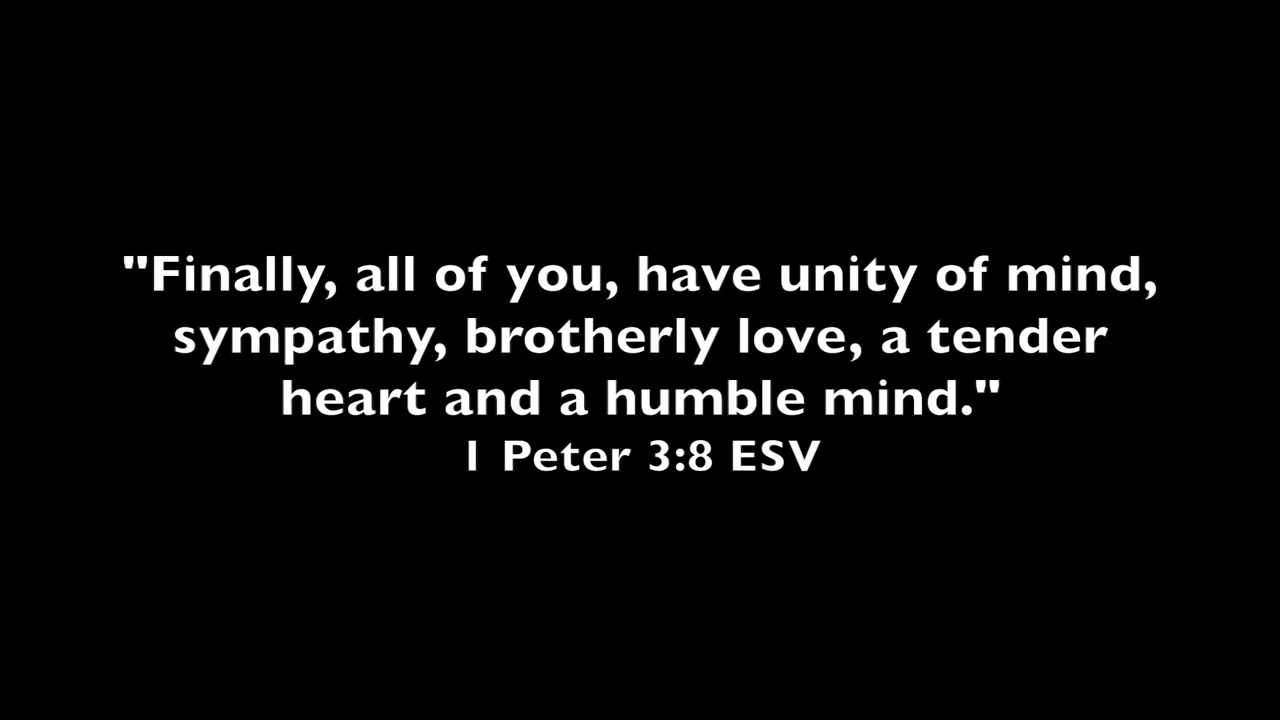 "Finally, all of you, have unity of mind,
sympathy, brotherly love, a tender
heart and a humble mind."
1 Peter 3:8 ESV